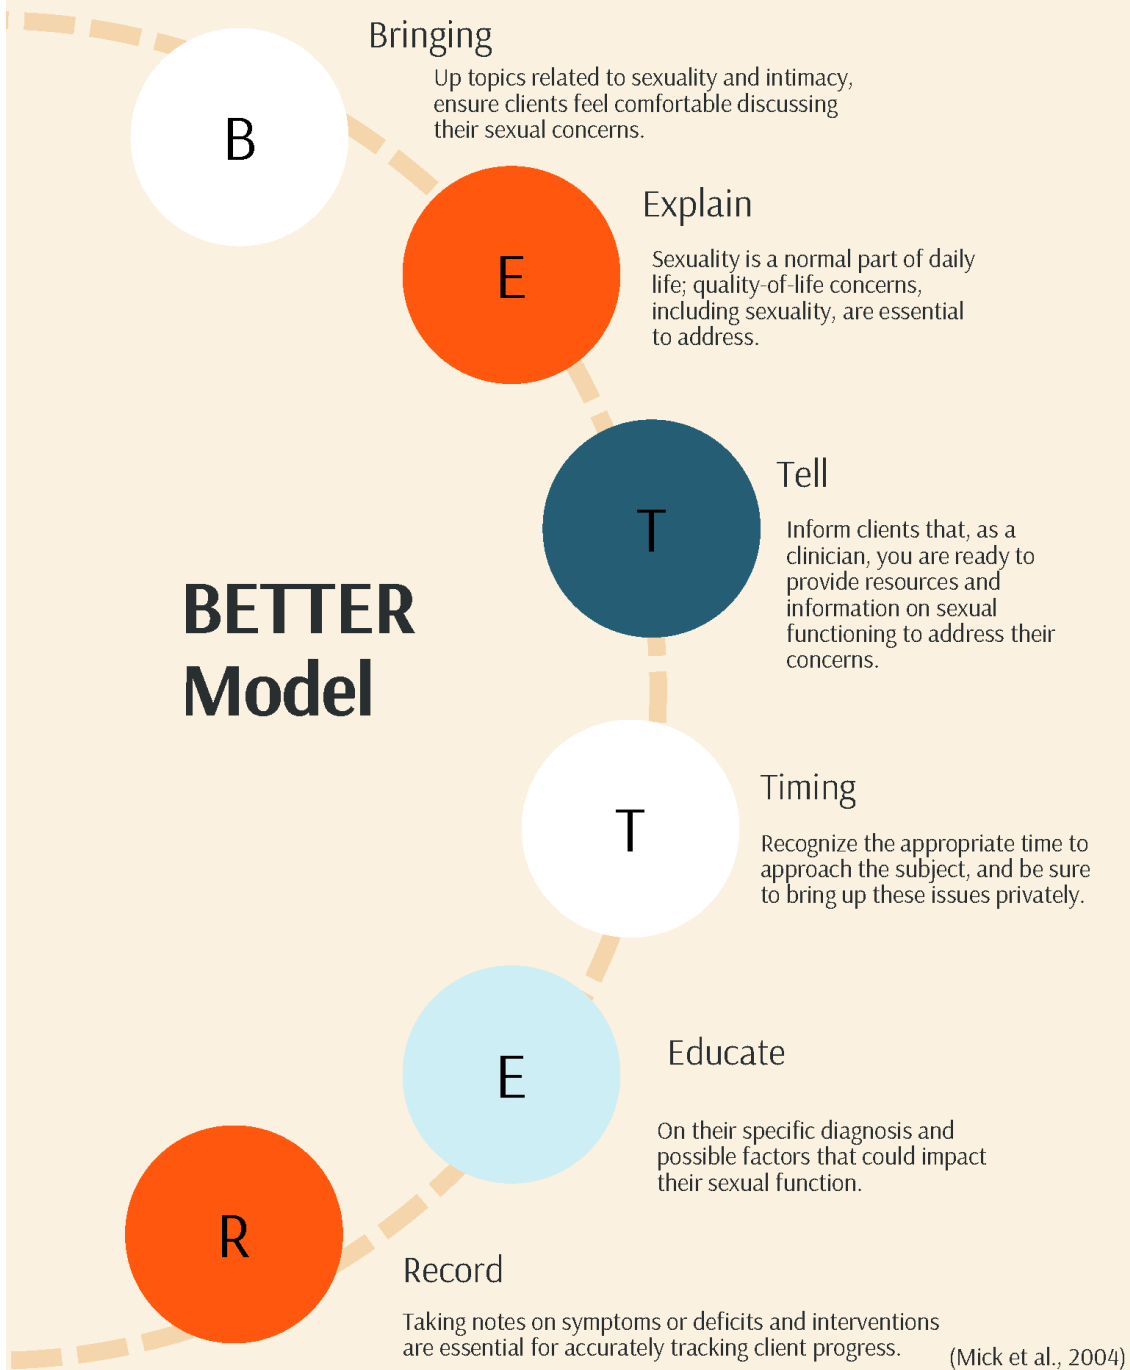 B
Bringing
Up topics related to sexuality and intimacy,
ensure clients feel comfortable discussing
their sexual concerns.
E
Explain
Sexuality is a normal part of daily
life; quality-of-life concerns,
including sexuality, are essential
to address.
T
Tell
Inform clients that, as a
clinician, you are ready to
provide resources and
information on sexual
functioning to address their
concerns.
BETTER
Model
T
Timing
Recognize the appropriate time to
approach the subject, and be sure
to bring up these issues privately.
E
Educate
On their specific diagnosis and
possible factors that could impact
their sexual function.
R
Record
Taking notes on symptoms or deficits and interventions
are essential for accurately tracking client progress.
(Mick et al., 2004)